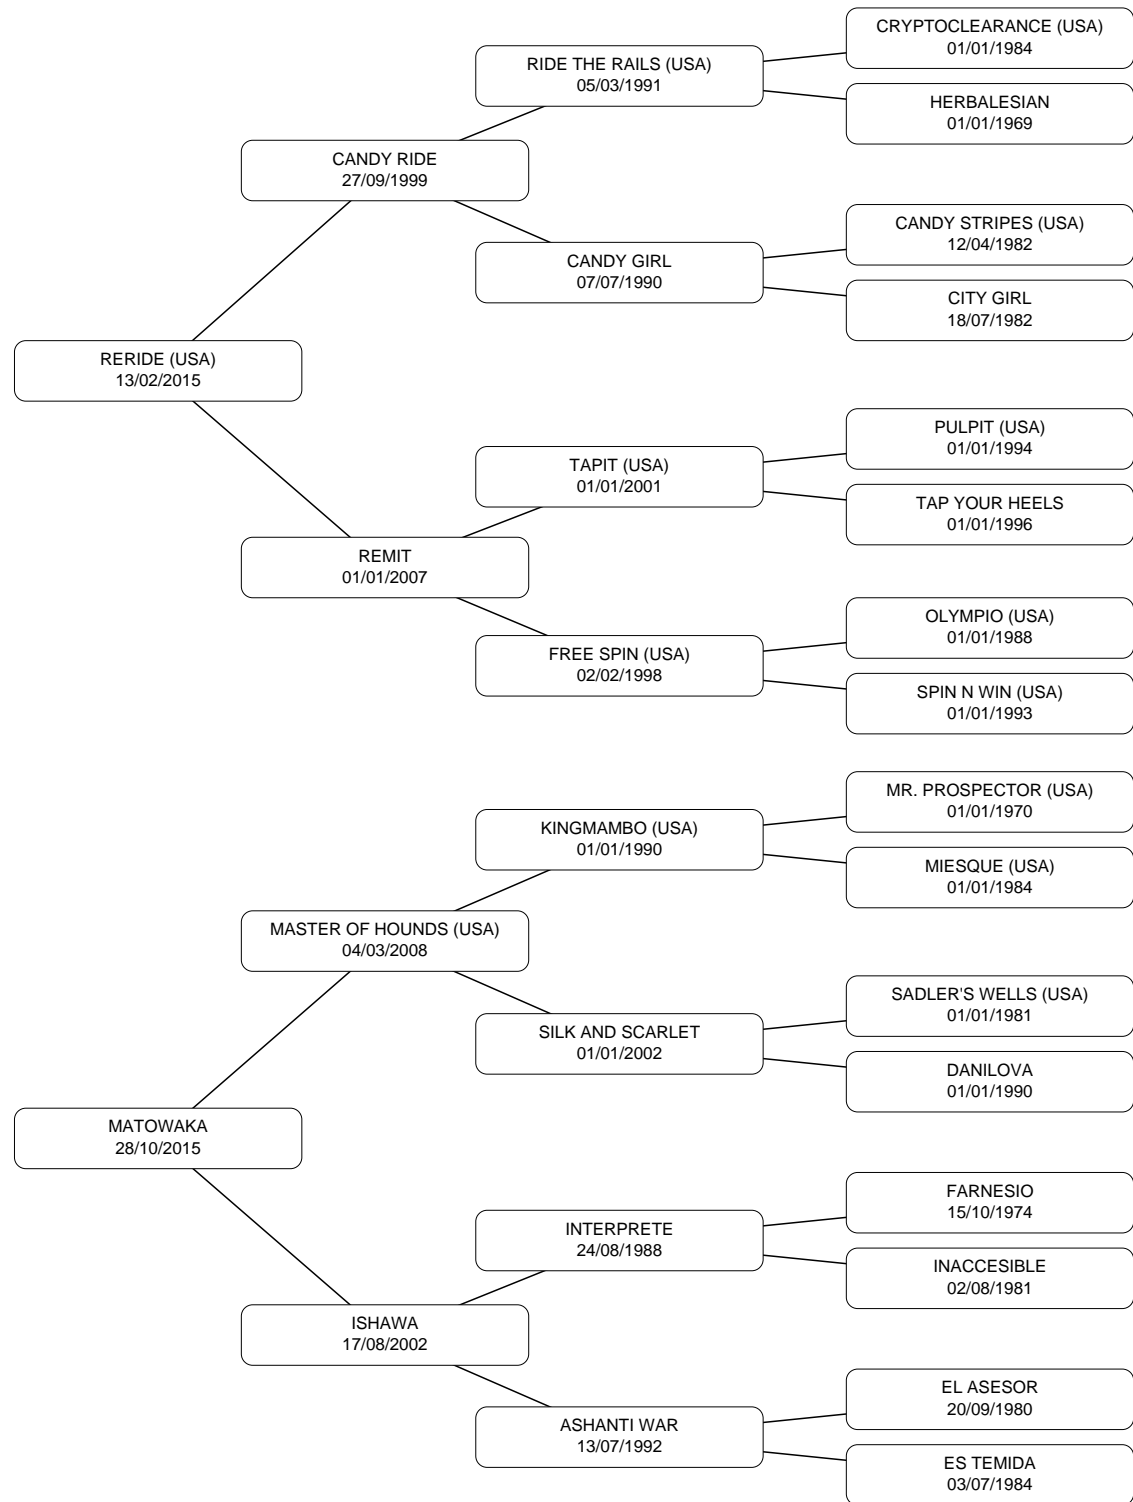 CRYPTOCLEARANCE (USA)
01/01/1984
RIDE THE RAILS (USA)
05/03/1991
HERBALESIAN
01/01/1969
CANDY RIDE
27/09/1999
CANDY STRIPES (USA)
12/04/1982
CANDY GIRL
07/07/1990
CITY GIRL
18/07/1982
RERIDE (USA)
13/02/2015
PULPIT (USA)
01/01/1994
TAPIT (USA)
01/01/2001
TAP YOUR HEELS
01/01/1996
REMIT
01/01/2007
OLYMPIO (USA)
01/01/1988
FREE SPIN (USA)
02/02/1998
SPIN N WIN (USA)
01/01/1993
MR. PROSPECTOR (USA)
01/01/1970
KINGMAMBO (USA)
01/01/1990
MIESQUE (USA)
01/01/1984
MASTER OF HOUNDS (USA)
04/03/2008
SADLER'S WELLS (USA)
01/01/1981
SILK AND SCARLET
01/01/2002
DANILOVA
01/01/1990
MATOWAKA
28/10/2015
FARNESIO
15/10/1974
INTERPRETE
24/08/1988
INACCESIBLE
02/08/1981
ISHAWA
17/08/2002
EL ASESOR
20/09/1980
ASHANTI WAR
13/07/1992
ES TEMIDA
03/07/1984